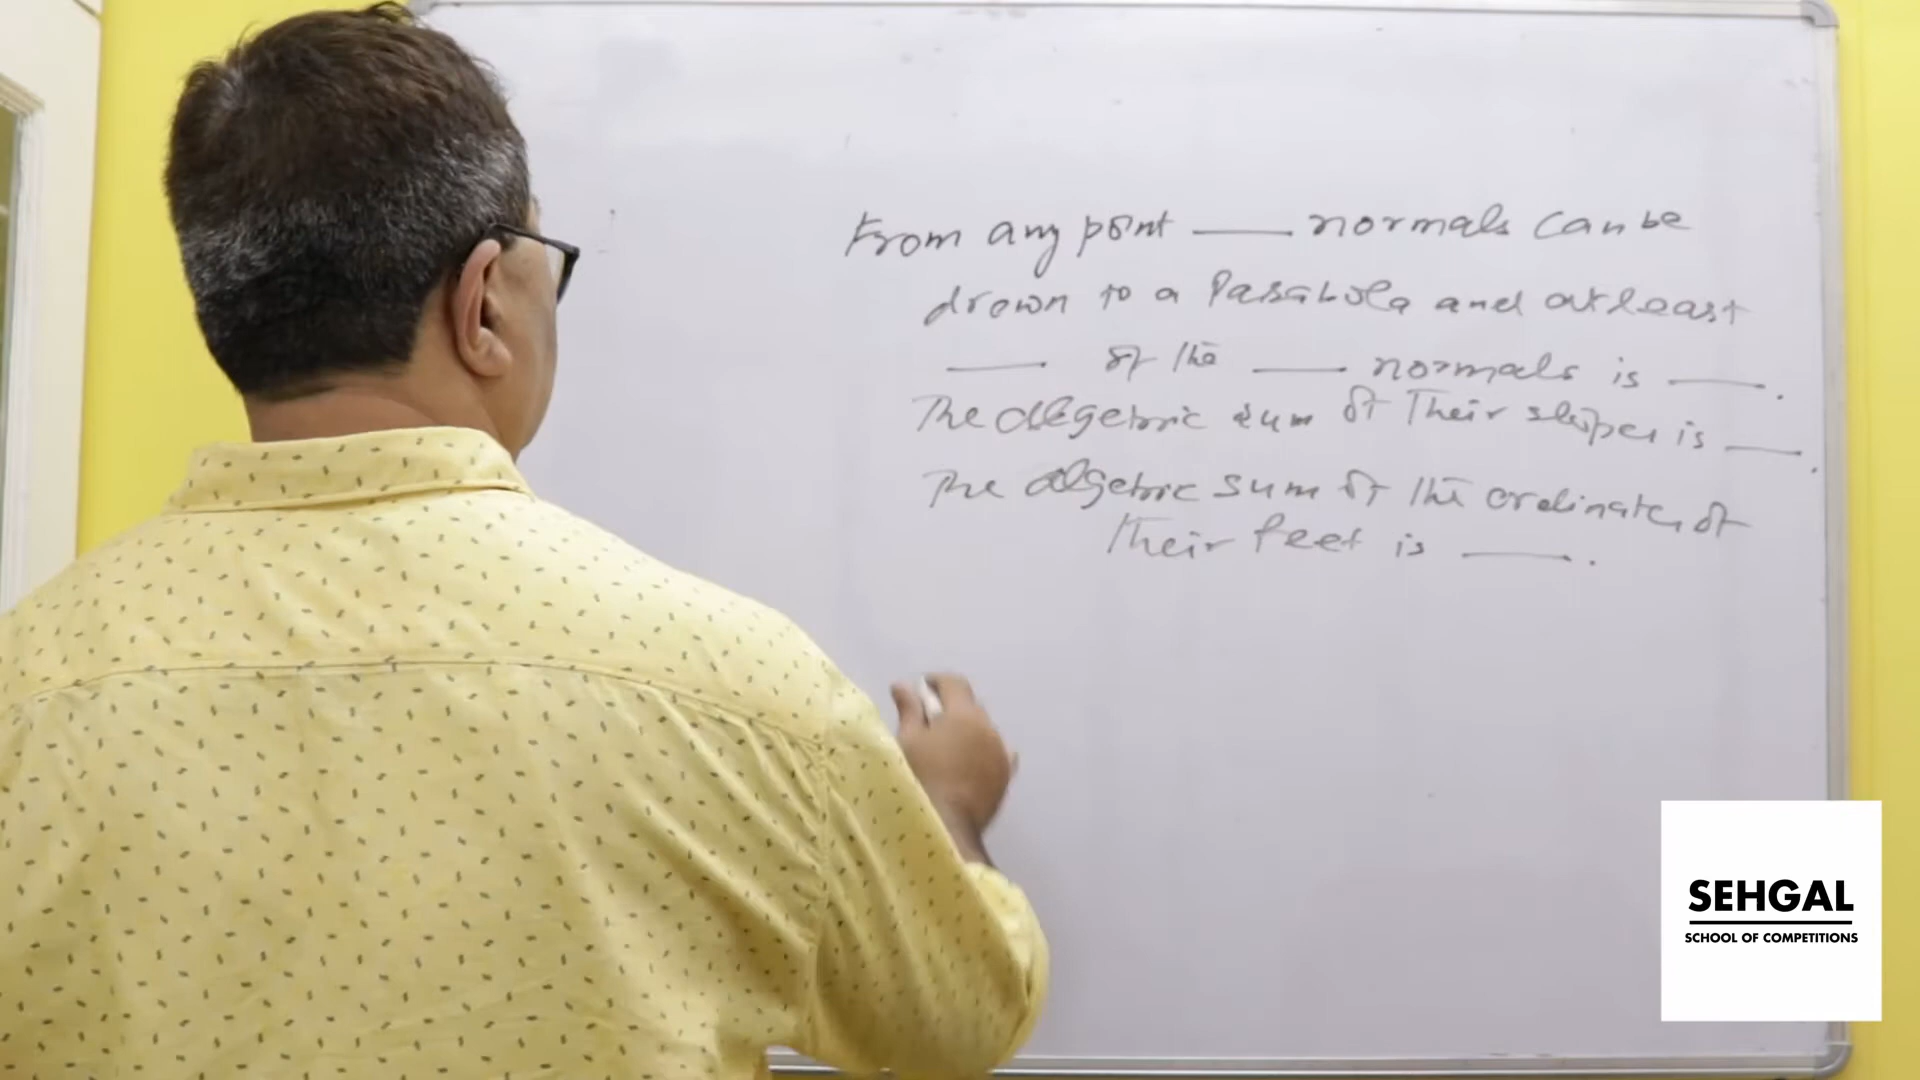 From any point ___ normals can be
drawn to a Parabola and atleast
___ of the ___ normals is ___.
The algebric sum of Their slopes is ___.
The algebric sum of the ordinates of
their feet is ___.
SEHGAL
SCHOOL OF COMPETITIONS